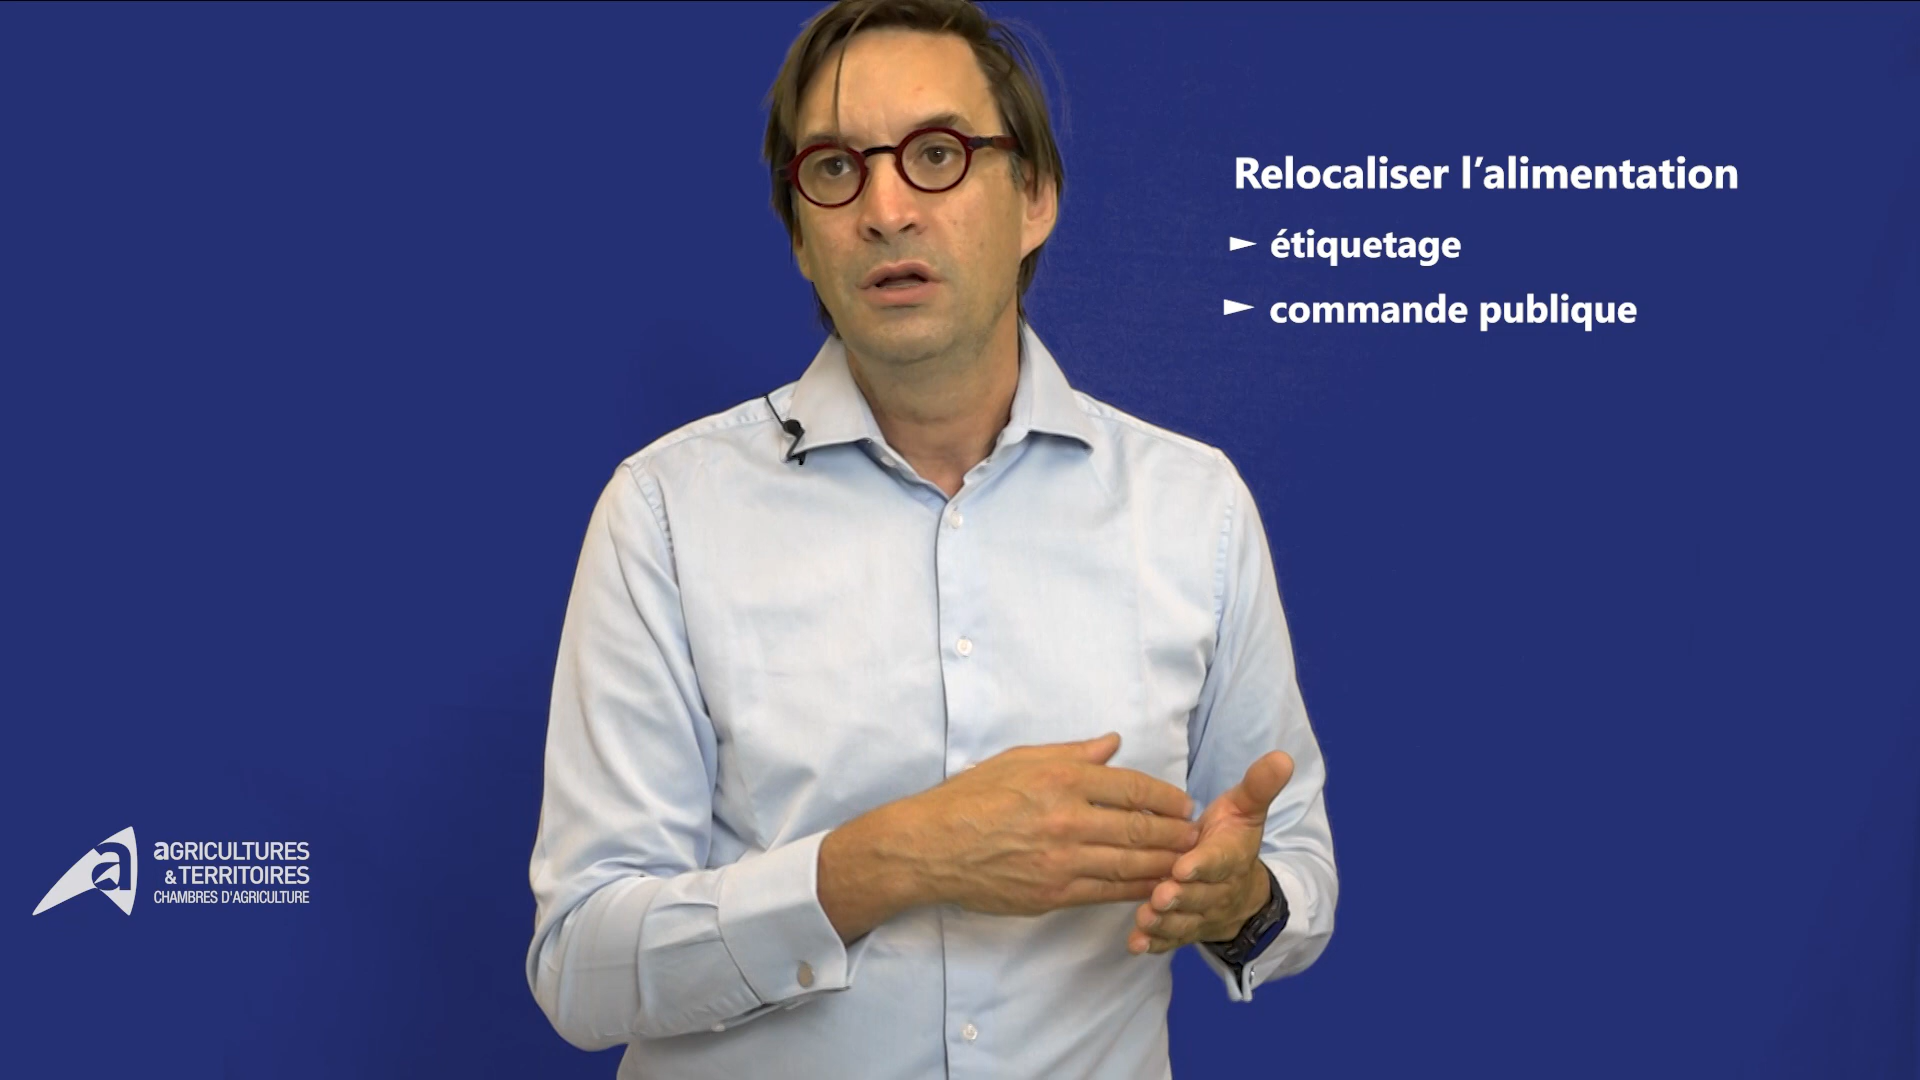 Relocaliser l’alimentation
► étiquetage
► commande publique
aGRICULTURES
& TERRITOIRES
CHAMBRES D'AGRICULTURE